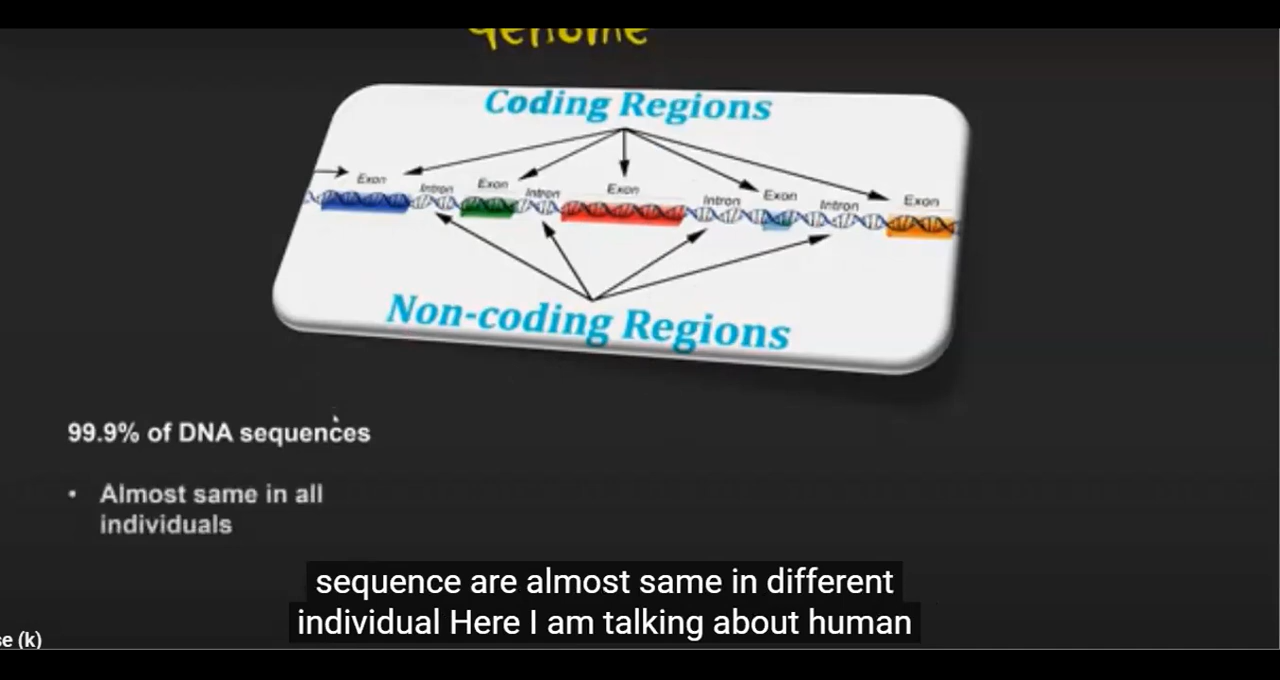 Genome
Coding Regions
Exon
Intron
Exon
Intron
Exon
Intron
Exon
Intron
Exon
Non-coding Regions
99.9% of DNA sequences
• Almost same in all
individuals
sequence are almost same in different
individual Here I am talking about human
se (k)